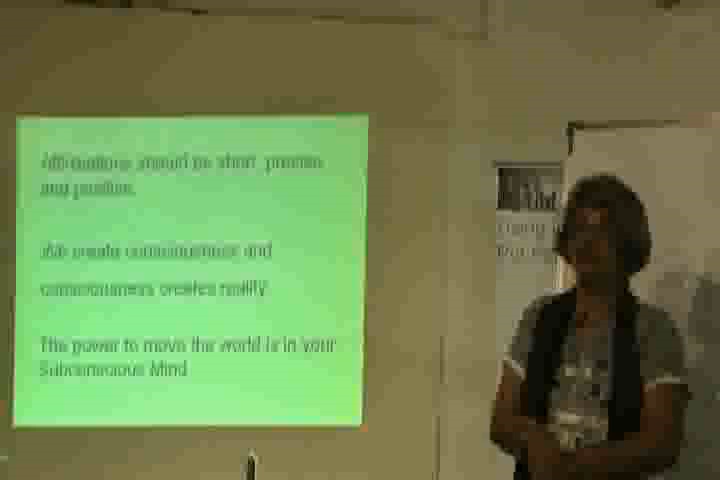 Affirmations should be short, precise
and positive.
We create consciousness and
consciousness creates reality
The power to move the world is in your
Subconscious Mind